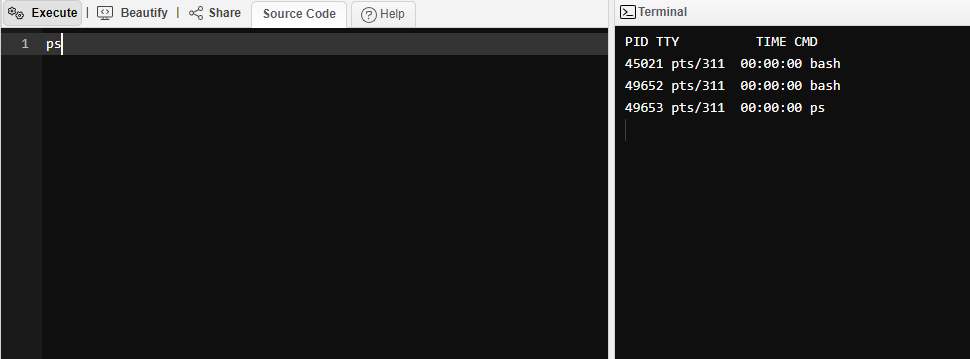 Execute | Beautify | Share Source Code Help
1 ps
Terminal
PID TTY          TIME CMD
45021 pts/311  00:00:00 bash
49652 pts/311  00:00:00 bash
49653 pts/311  00:00:00 ps